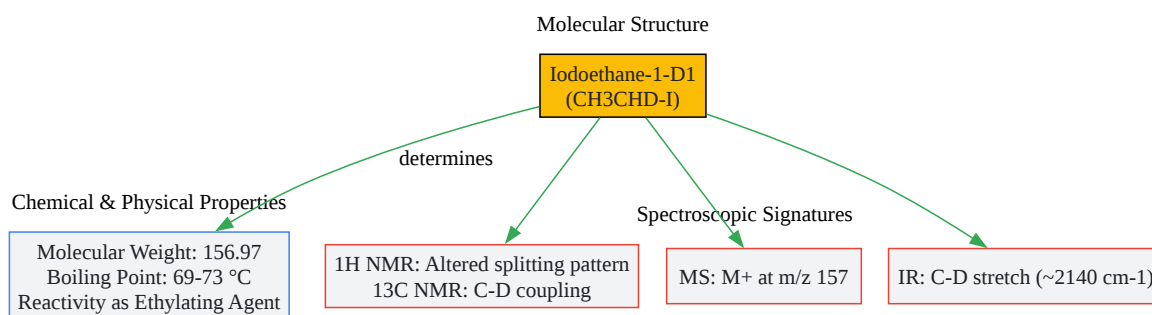 Molecular Structure
Iodoethane-1-D1
(CH3CHD-I)
determines
Chemical & Physical Properties
Spectroscopic Signatures
Molecular Weight: 156.97
Boiling Point: 69-73 °C
Reactivity as Ethylating Agent
1H NMR: Altered splitting pattern
13C NMR: C-D coupling
MS: M+ at m/z 157
IR: C-D stretch (~2140 cm-1)